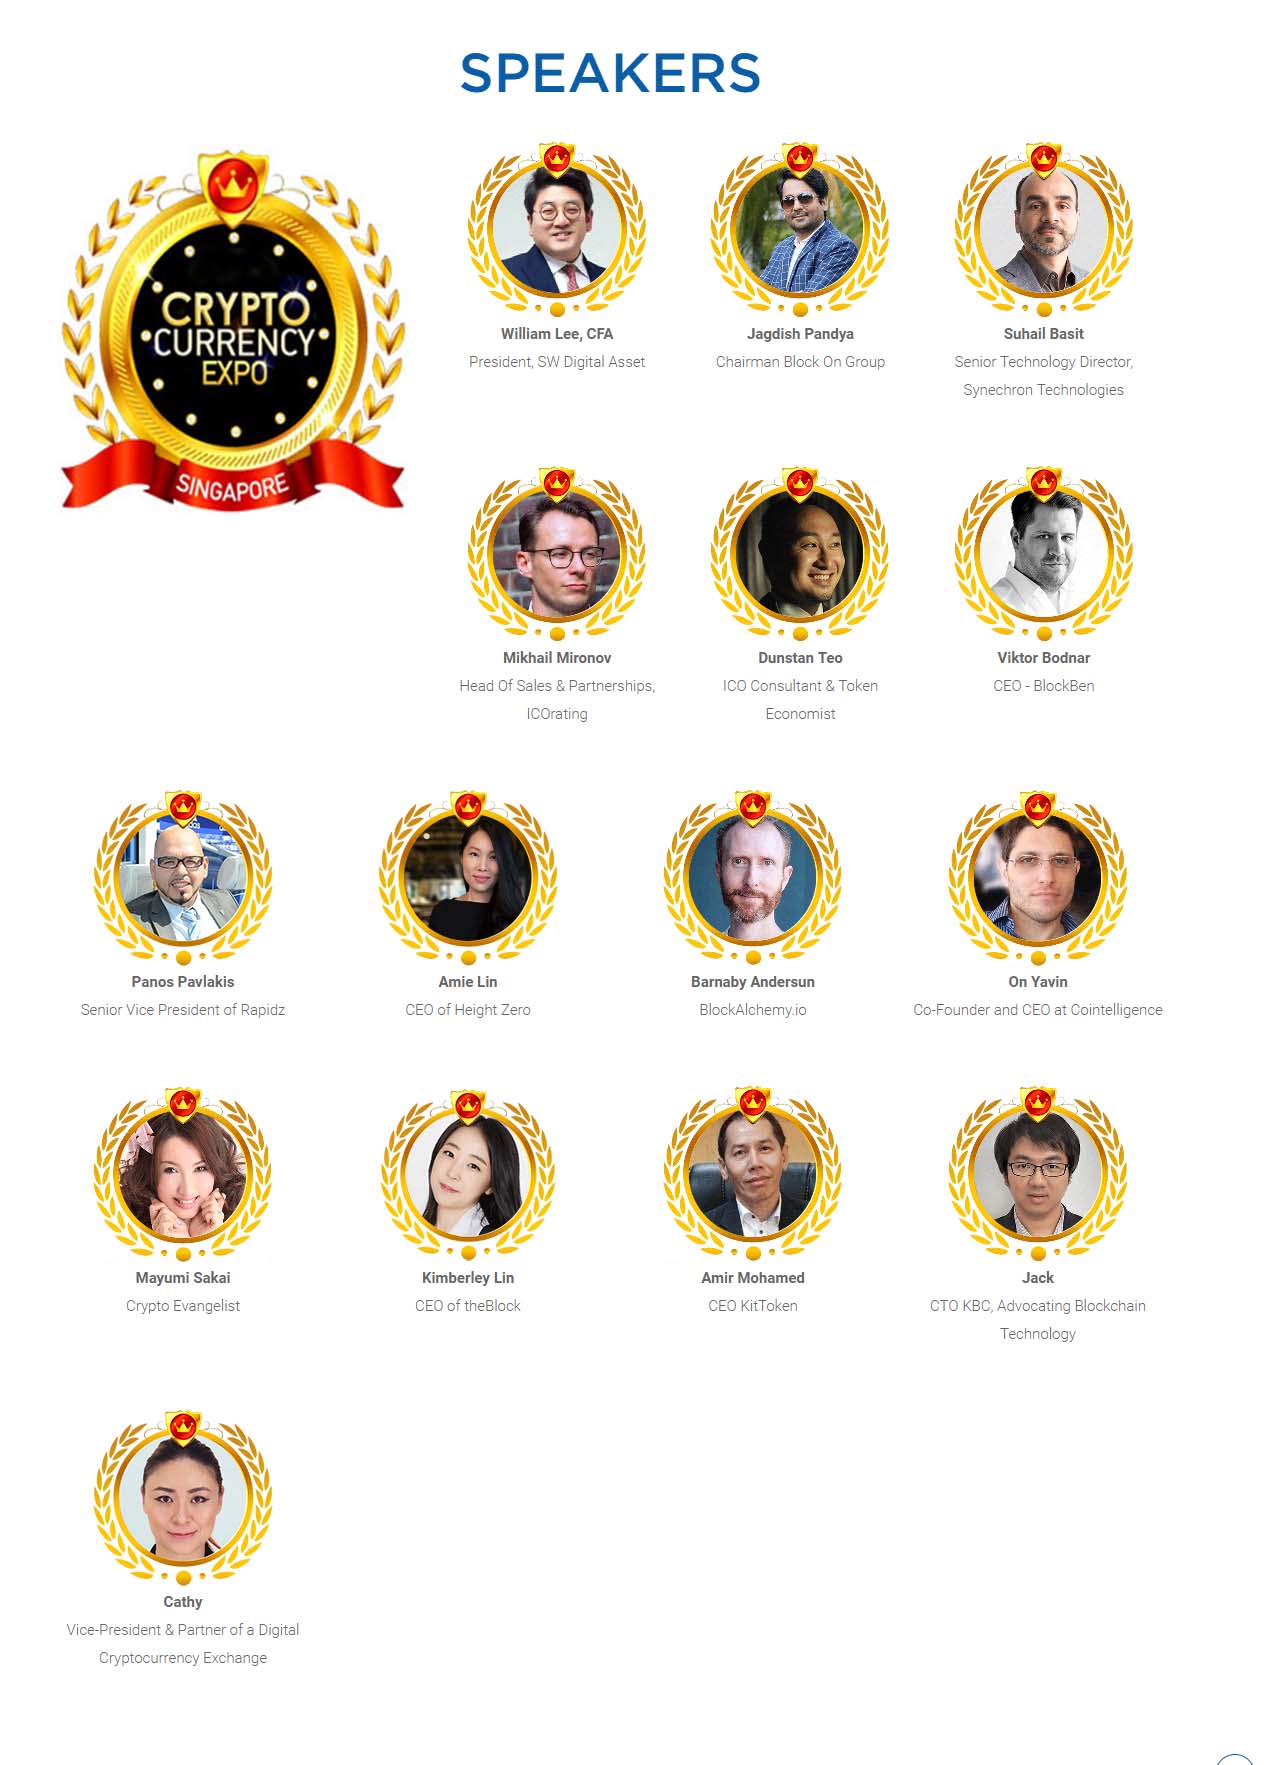 SPEAKERS
CRYPTO
CURRENCY
EXPO
SINGAPORE
William Lee, CFA
President, SW Digital Asset
Jagdish Pandya
Chairman Block On Group
Suhail Basit
Senior Technology Director,
Synechron Technologies
Mikhail Mironov
Head Of Sales & Partnerships,
ICOrating
Dunstan Teo
ICO Consultant & Token
Economist
Viktor Bodnar
CEO - BlockBen
Panos Pavlakis
Senior Vice President of Rapidz
Amie Lin
CEO of Height Zero
Barnaby Andersun
BlockAlchemy.io
On Yavin
Co-Founder and CEO at Cointelligence
Mayumi Sakai
Crypto Evangelist
Kimberley Lin
CEO of theBlock
Amir Mohamed
CEO KitToken
Jack
CTO KBC, Advocating Blockchain
Technology
Cathy
Vice-President & Partner of a Digital
Cryptocurrency Exchange